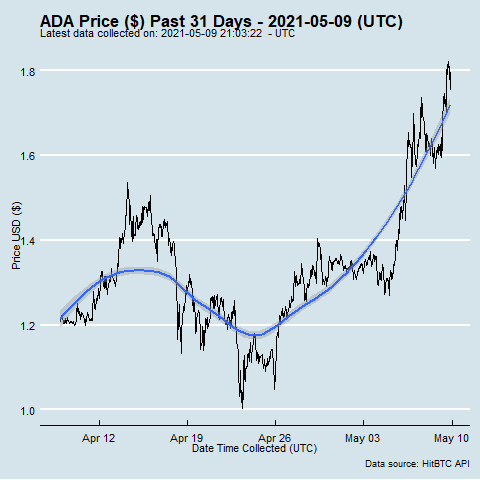 ADA Price ($) Past 31 Days - 2021-05-09 (UTC)
Latest data collected on: 2021-05-09 21:03:22 - UTC
1.8
1.6
1.4
1.2
1.0
Price USD ($)
Apr 12 Apr 19 Apr 26 May 03 May 10
Date Time Collected (UTC)
Data source: HitBTC API